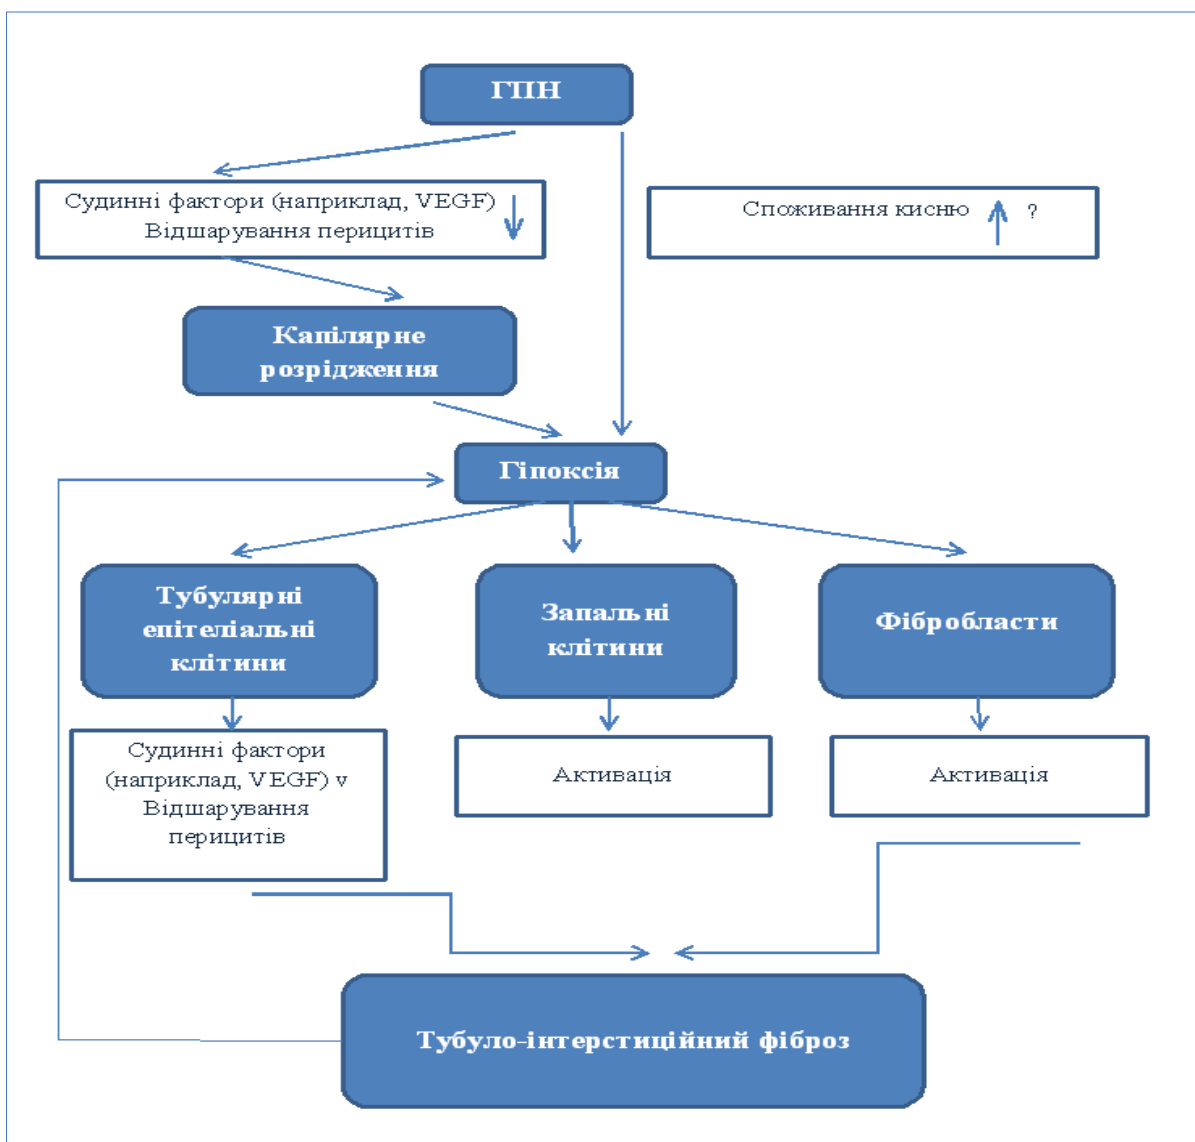 ГПН
Судинні фактори (наприклад, VEGF)
Відшарування перицитів
Споживання кисню ?
Капілярне
розрідження
Гіпоксія
Тубулярні
епітеліальні
клітини
Запальні
клітини
Фібробласти
Судинні фактори
(наприклад, VEGF) v
Відшарування
перицитів
Активація
Активація
Тубуло-інтерстиційний фіброз